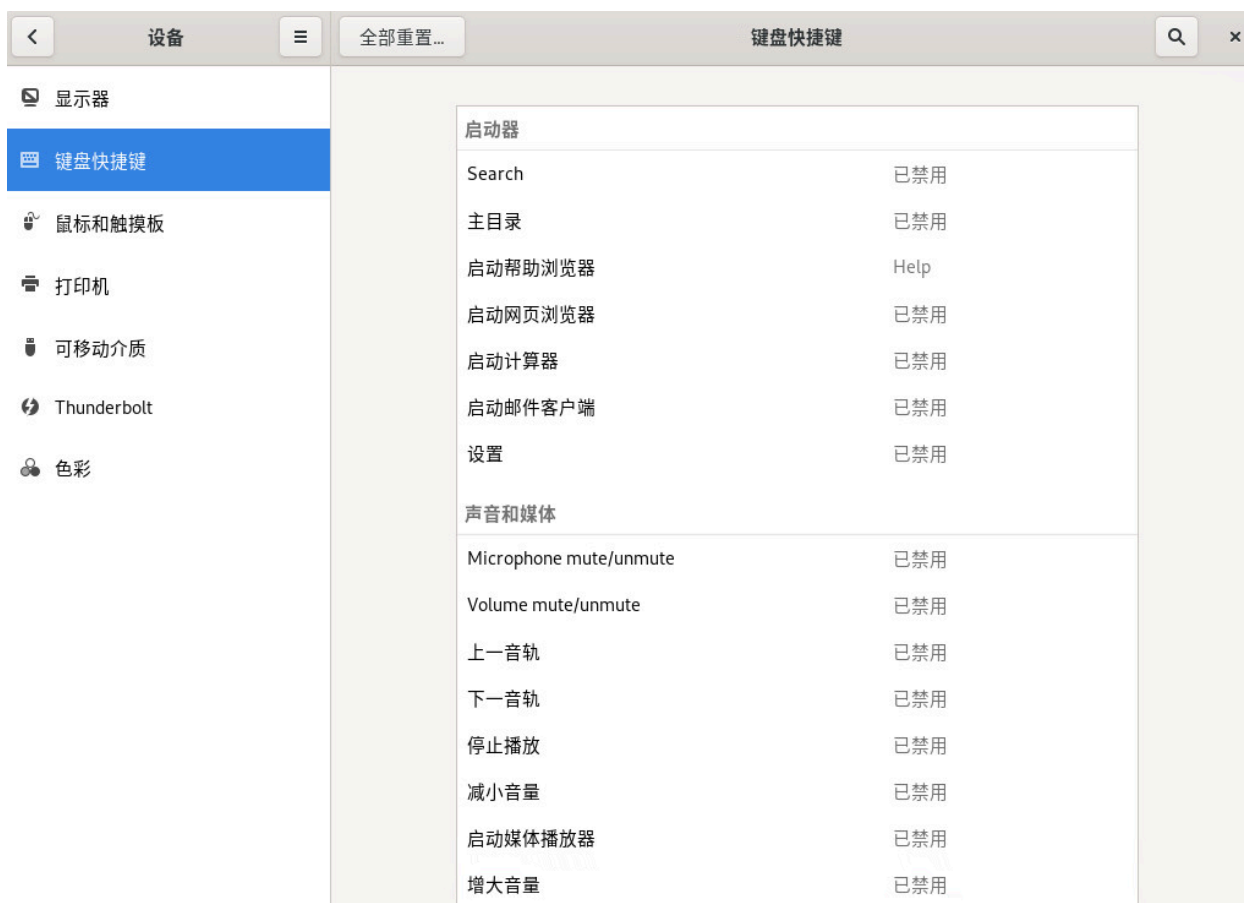 设备
全部重置...
键盘快捷键
显示器
键盘快捷键
鼠标和触摸板
打印机
可移动介质
Thunderbolt
色彩
启动器
Search 已禁用
主目录 已禁用
启动帮助浏览器 Help
启动网页浏览器 已禁用
启动计算器 已禁用
启动邮件客户端 已禁用
设置 已禁用
声音和媒体
Microphone mute/unmute 已禁用
Volume mute/unmute 已禁用
上一音轨 已禁用
下一音轨 已禁用
停止播放 已禁用
减小音量 已禁用
启动媒体播放器 已禁用
增大音量 已禁用